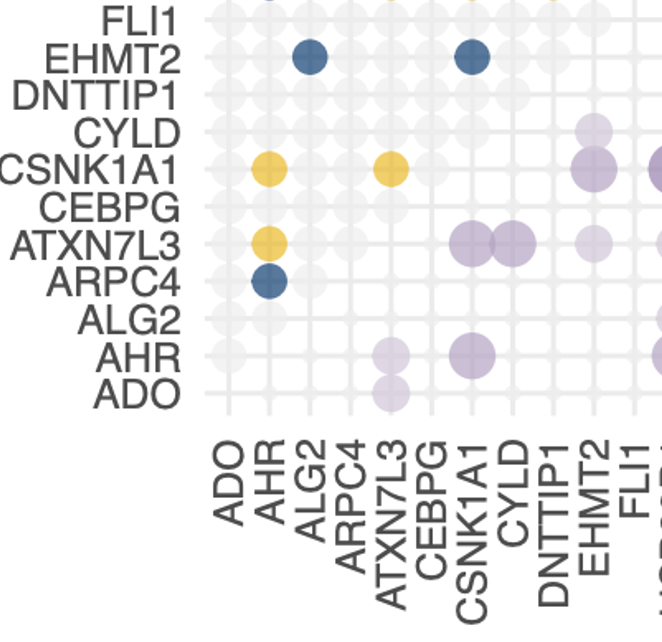 FLI1
EHMT2
DNTTIP1
CYLD
CSNK1A1
CEBPG
ATXN7L3
ARPC4
ALG2
AHR
ADO
ADO
AHR
ALG2
ARPC4
ATXN7L3
CEBPG
CSNK1A1
CYLD
DNTTIP1
EHMT2
FLI1